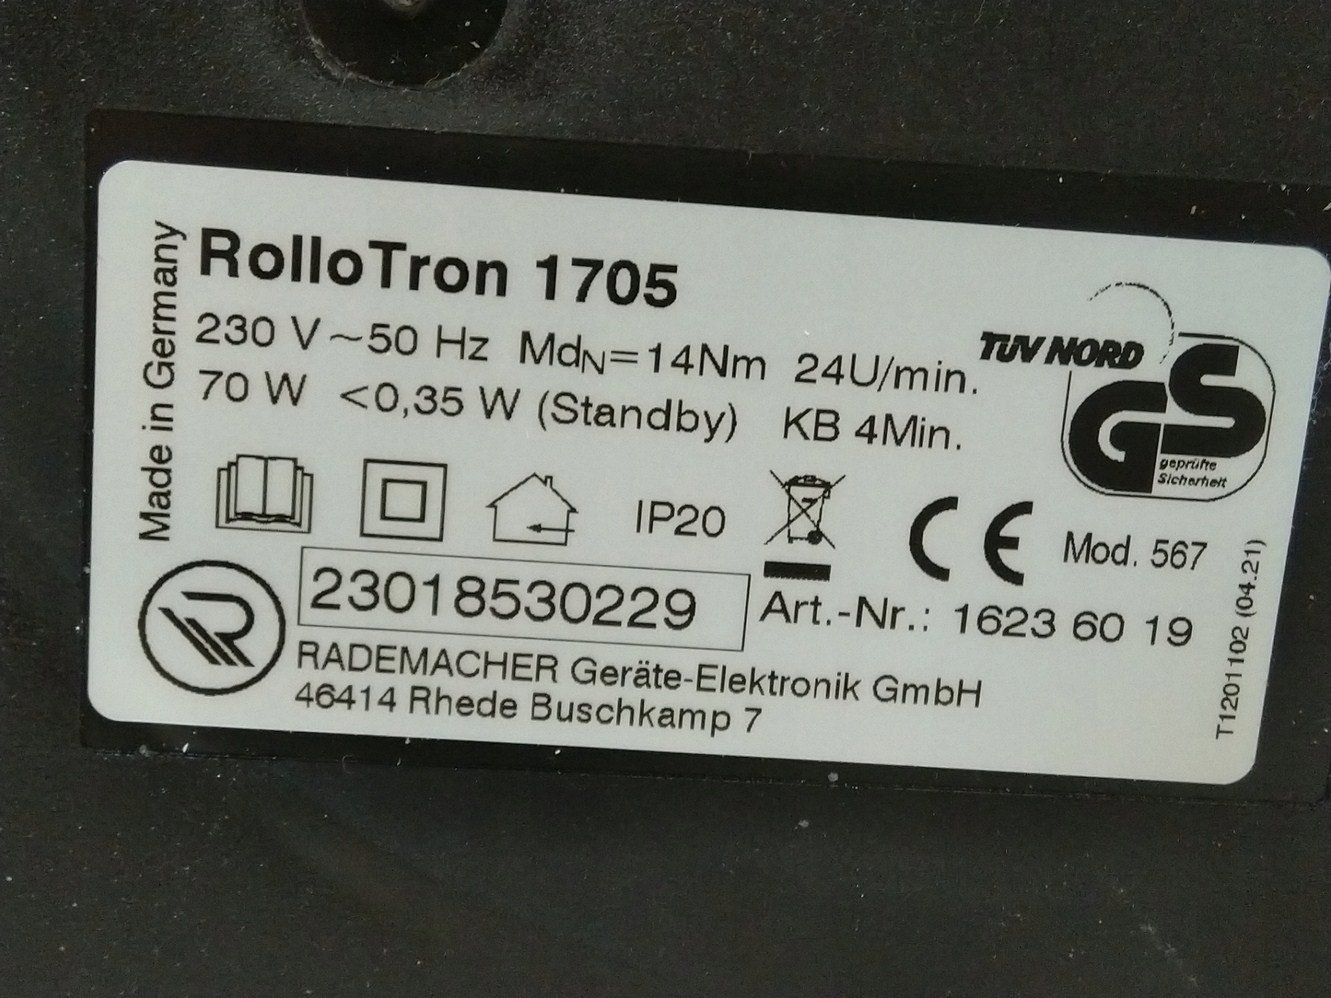 Made in Germany
RolloTron 1705
230 V ~50 Hz MdN=14Nm 24U/min.
70 W <0,35 W (Standby) KB 4Min.
TÜV NORD
GS
geprüfte
Sicherheit
IP20
CE
Mod. 567
R
23018530229
Art.-Nr.: 1623 60 19
RADEMACHER Geräte-Elektronik GmbH
46414 Rhede Buschkamp 7
T1201102 (04.21)